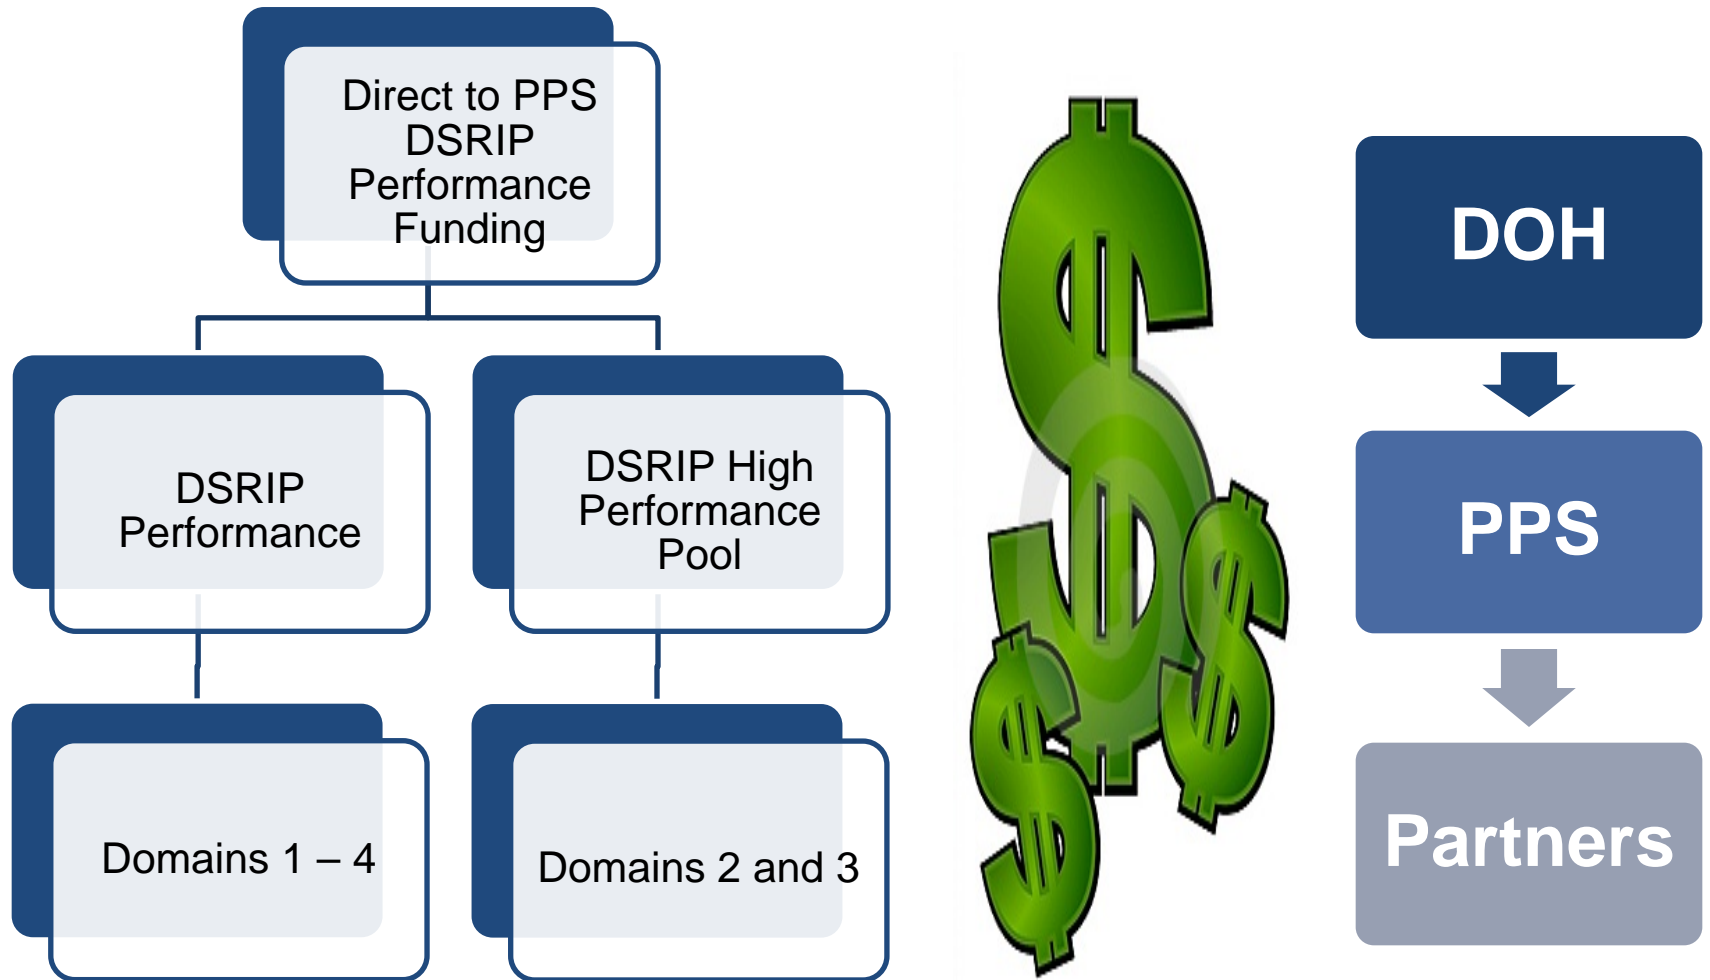 Direct to PPS
DSRIP
Performance
Funding
DSRIP
Performance
DSRIP High
Performance
Pool
Domains 1 – 4
Domains 2 and 3
DOH
PPS
Partners